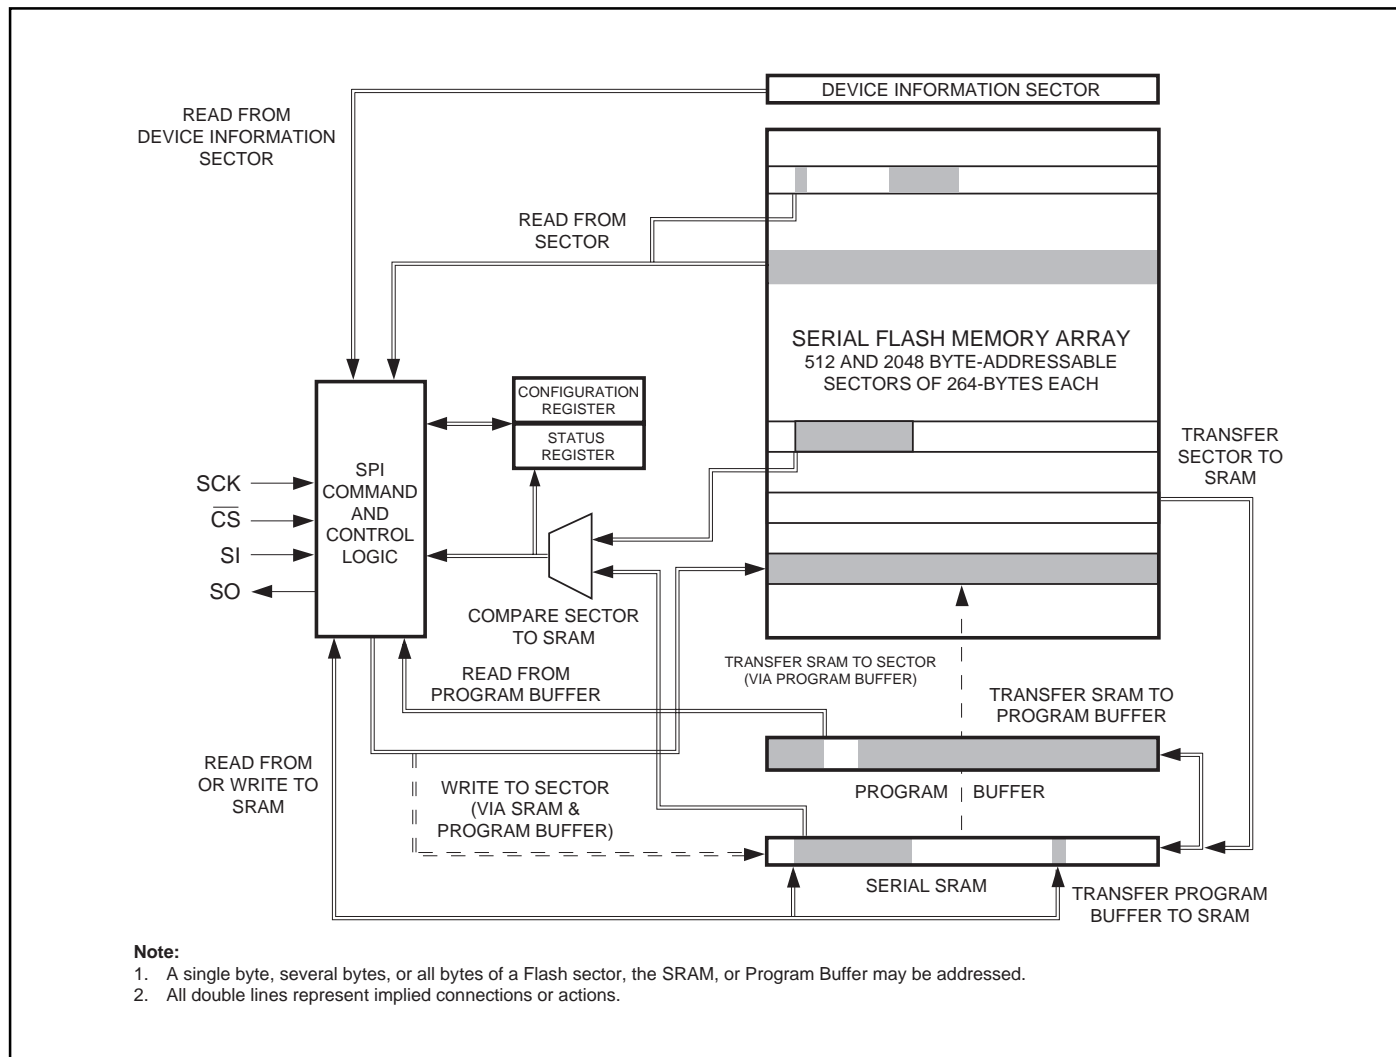 DEVICE INFORMATION SECTOR
READ FROM
DEVICE INFORMATION
SECTOR
READ FROM
SECTOR
SERIAL FLASH MEMORY ARRAY
512 AND 2048 BYTE-ADDRESSABLE
SECTORS OF 264-BYTES EACH
CONFIGURATION
REGISTER
STATUS
REGISTER
TRANSFER
SECTOR TO
SRAM
SPI
COMMAND
AND
CONTROL
LOGIC
SCK
CS
SI
SO
COMPARE SECTOR
TO SRAM
TRANSFER SRAM TO SECTOR
(VIA PROGRAM BUFFER)
READ FROM
PROGRAM BUFFER
TRANSFER SRAM TO
PROGRAM BUFFER
READ FROM
OR WRITE TO
SRAM
WRITE TO SECTOR
(VIA SRAM &
PROGRAM BUFFER)
PROGRAM BUFFER
SERIAL SRAM
TRANSFER PROGRAM
BUFFER TO SRAM
Note:
1. A single byte, several bytes, or all bytes of a Flash sector, the SRAM, or Program Buffer may be addressed.
2. All double lines represent implied connections or actions.